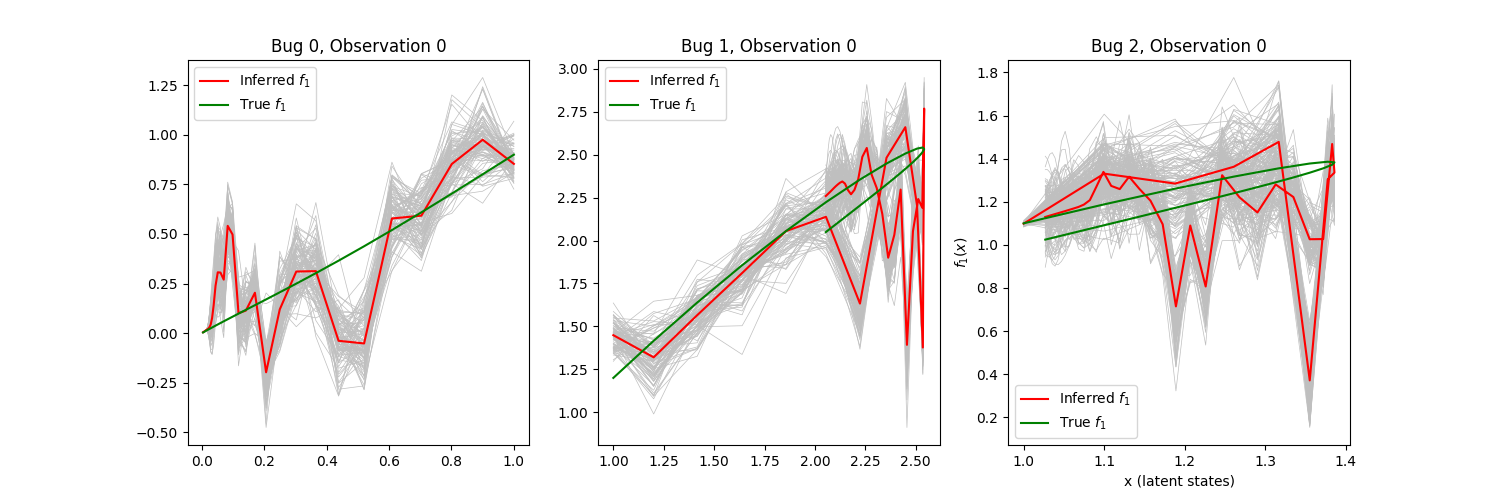 Bug 0, Observation 0
Inferred f₁
True f₁
1.25
1.00
0.75
0.50
0.25
0.00
−0.25
−0.50
0.0 0.2 0.4 0.6 0.8 1.0
Bug 1, Observation 0
Inferred f₁
True f₁
3.00
2.75
2.50
2.25
2.00
1.75
1.50
1.25
1.00
1.00 1.25 1.50 1.75 2.00 2.25 2.50
Bug 2, Observation 0
f₁(x)
1.8
1.6
1.4
1.2
1.0
0.8
0.6
0.4
0.2
Inferred f₁
True f₁
1.0 1.1 1.2 1.3 1.4
x (latent states)